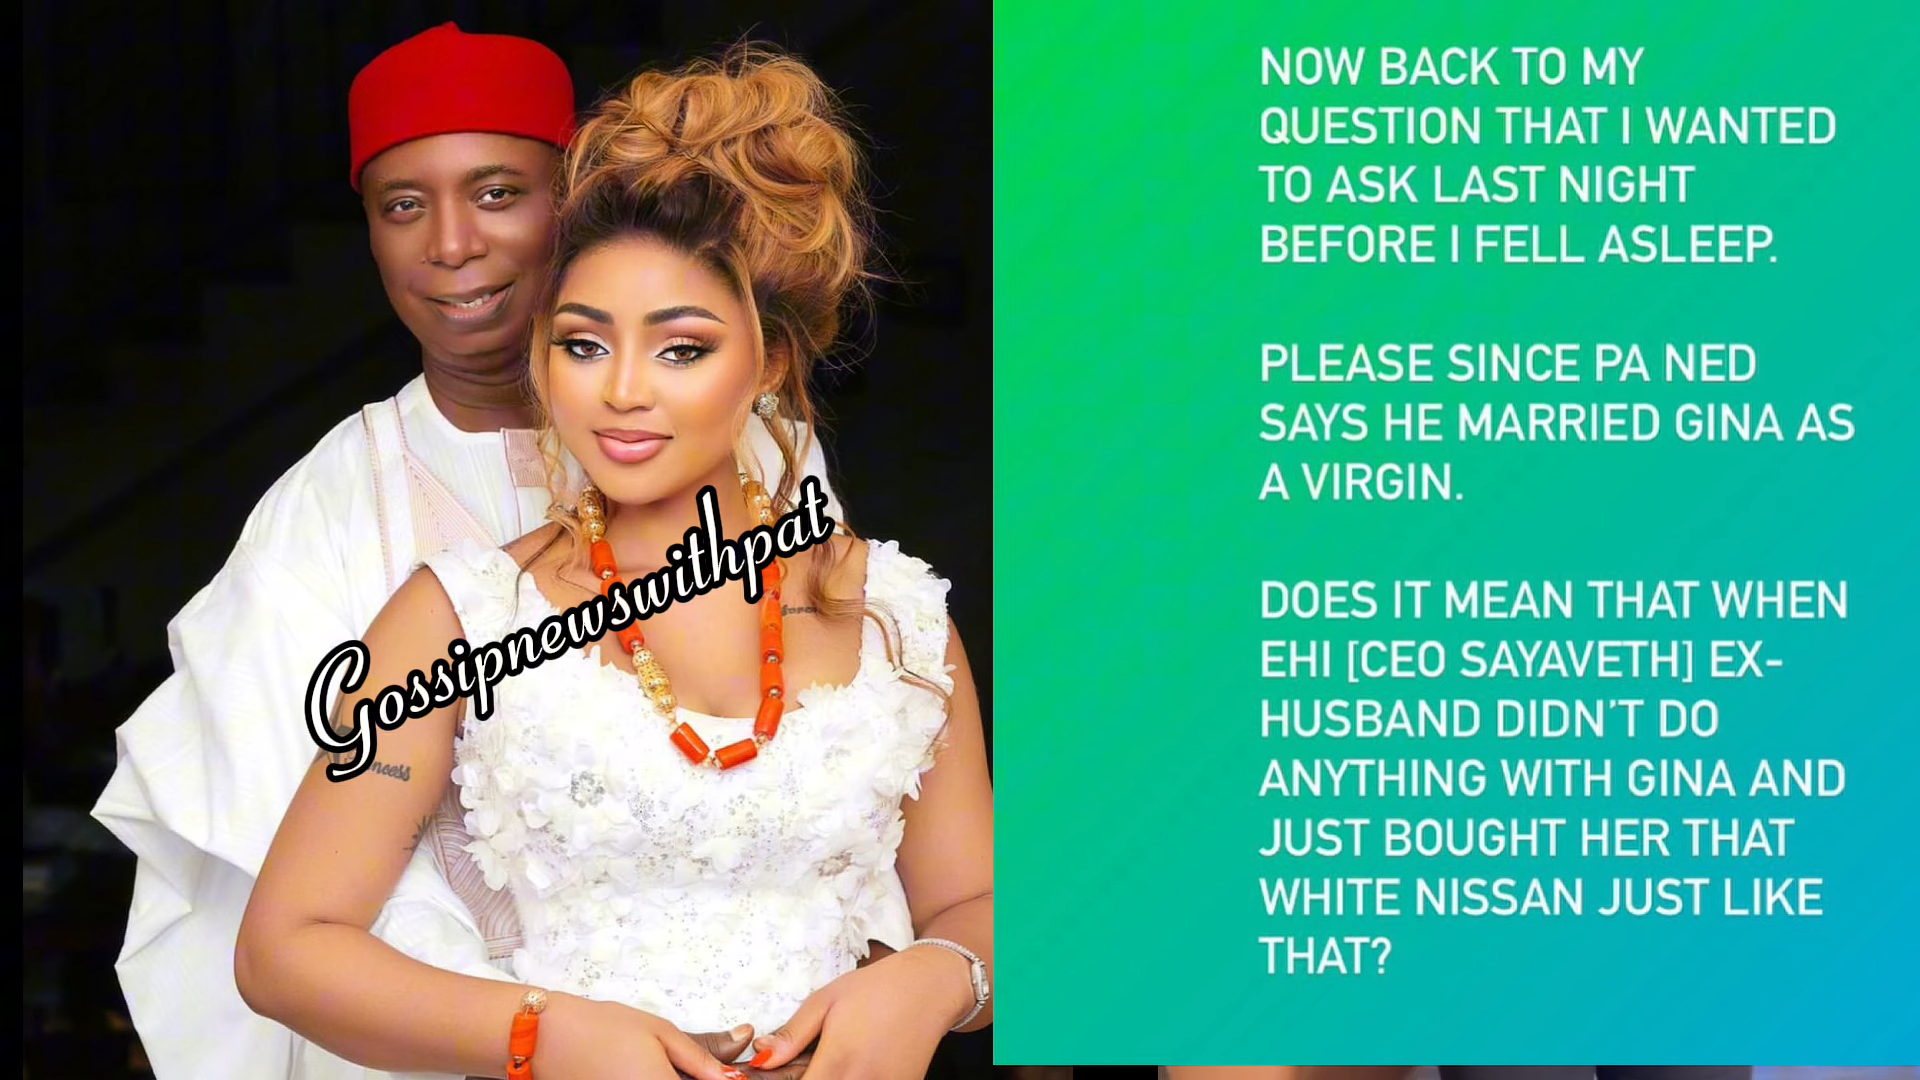 Gossipnewswithpat
NOW BACK TO MY
QUESTION THAT I WANTED
TO ASK LAST NIGHT
BEFORE I FELL ASLEEP.
PLEASE SINCE PA NED
SAYS HE MARRIED GINA AS
A VIRGIN.
DOES IT MEAN THAT WHEN
EHI [CEO SAYAVETH] EX-
HUSBAND DIDN'T DO
ANYTHING WITH GINA AND
JUST BOUGHT HER THAT
WHITE NISSAN JUST LIKE
THAT?